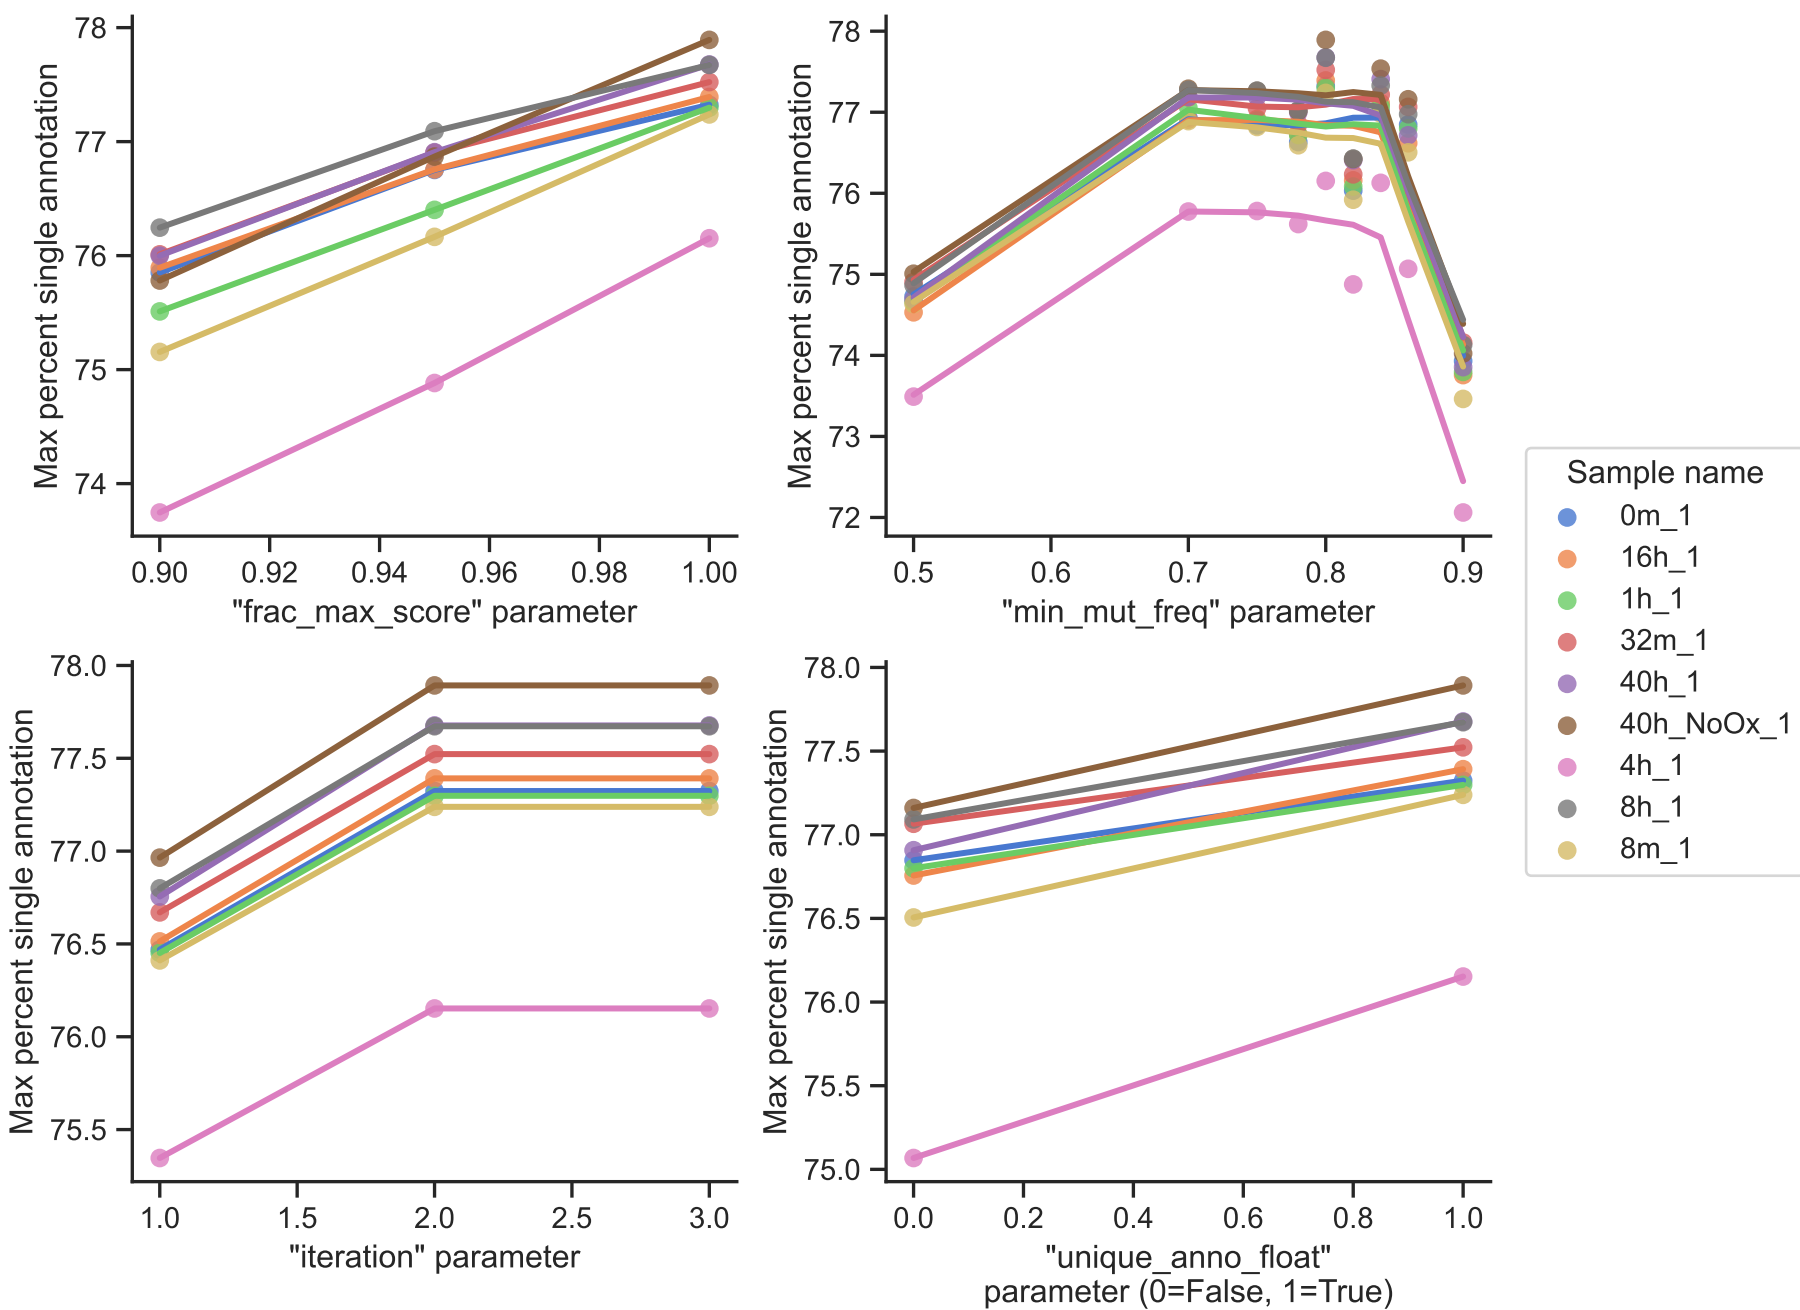 78
77
76
75
74
Max percent single annotation
0.90 0.92 0.94 0.96 0.98 1.00
"frac_max_score" parameter
78
77
76
75
74
73
72
Max percent single annotation
0.5 0.6 0.7 0.8 0.9
"min_mut_freq" parameter
78.0
77.5
77.0
76.5
76.0
75.5
Max percent single annotation
1.0 1.5 2.0 2.5 3.0
"iteration" parameter
78.0
77.5
77.0
76.5
76.0
75.5
75.0
Max percent single annotation
0.0 0.2 0.4 0.6 0.8 1.0
"unique_anno_float"
parameter (0=False, 1=True)
Sample name
0m_1
16h_1
1h_1
32m_1
40h_1
40h_NoOx_1
4h_1
8h_1
8m_1